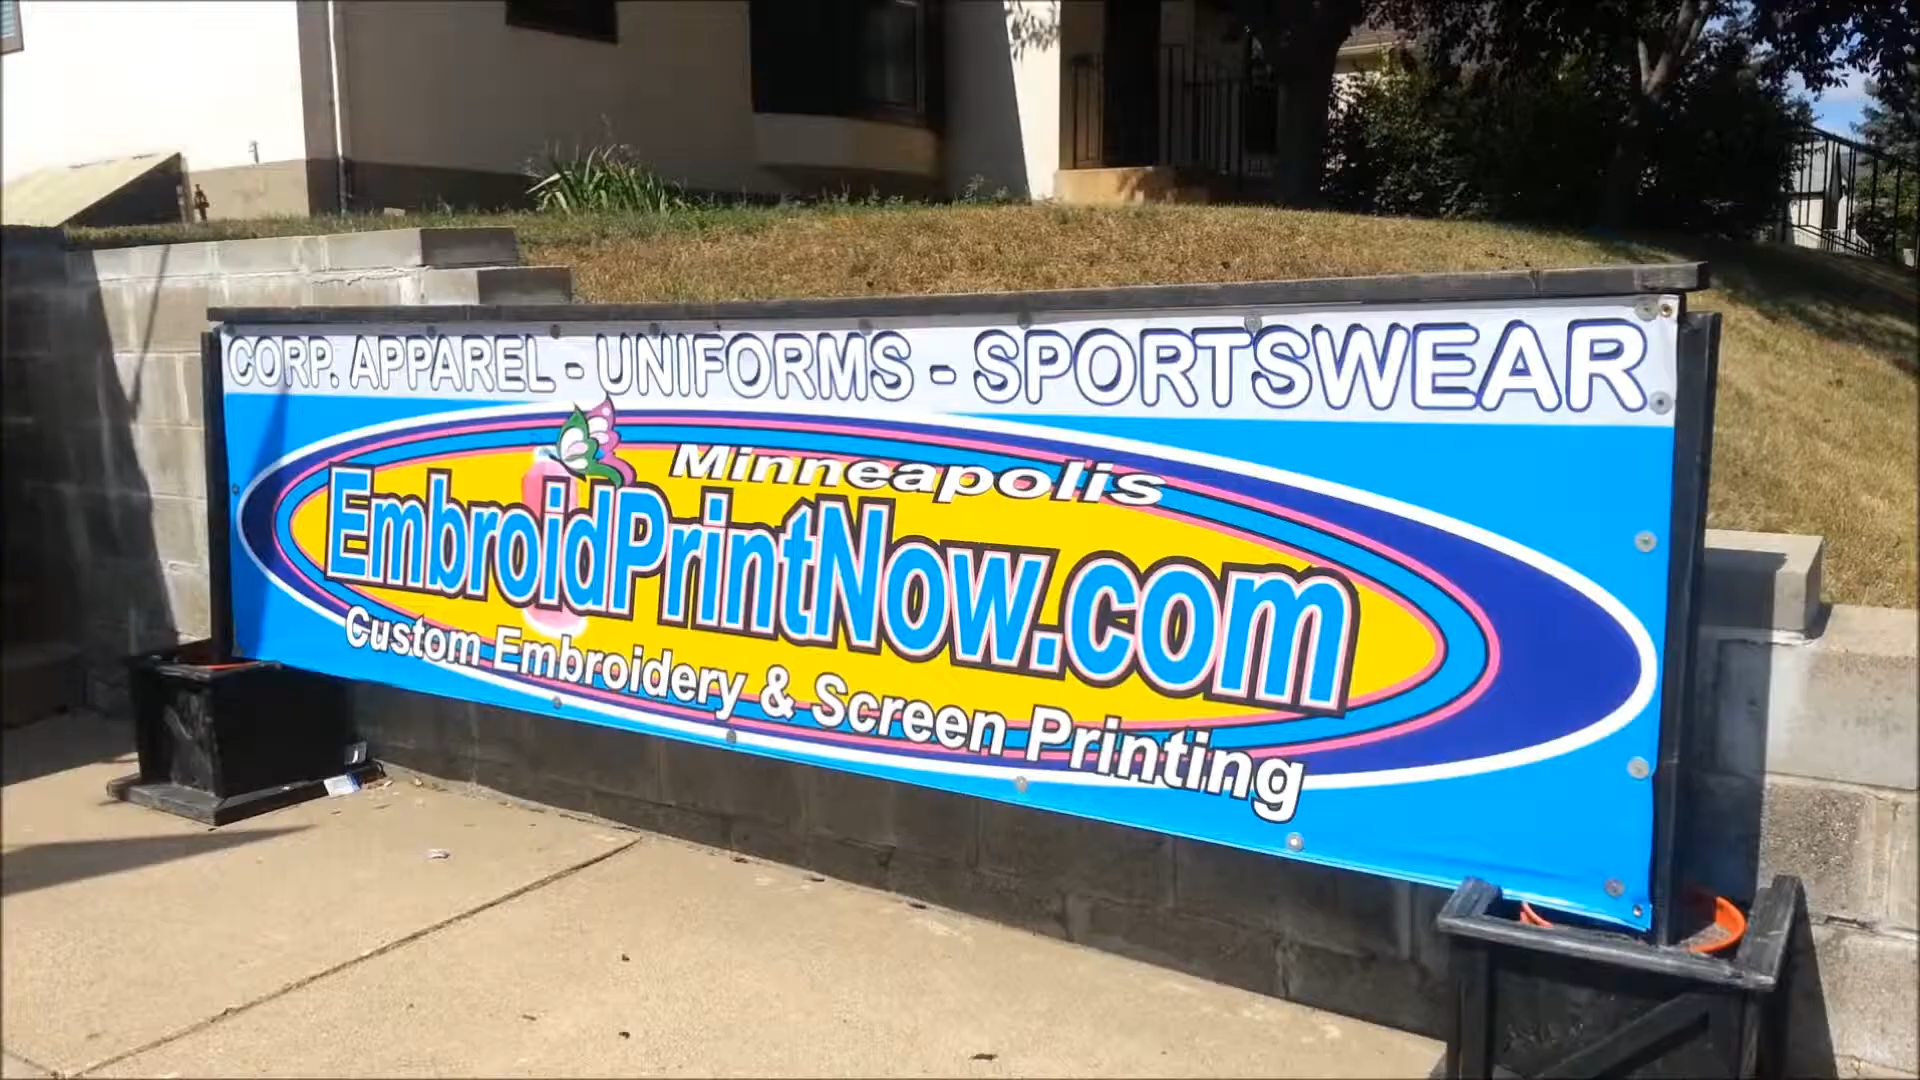 CORP. APPAREL - UNIFORMS - SPORTSWEAR
Minneapolis
EmbroidPrintNow.com
Custom Embroidery & Screen Printing